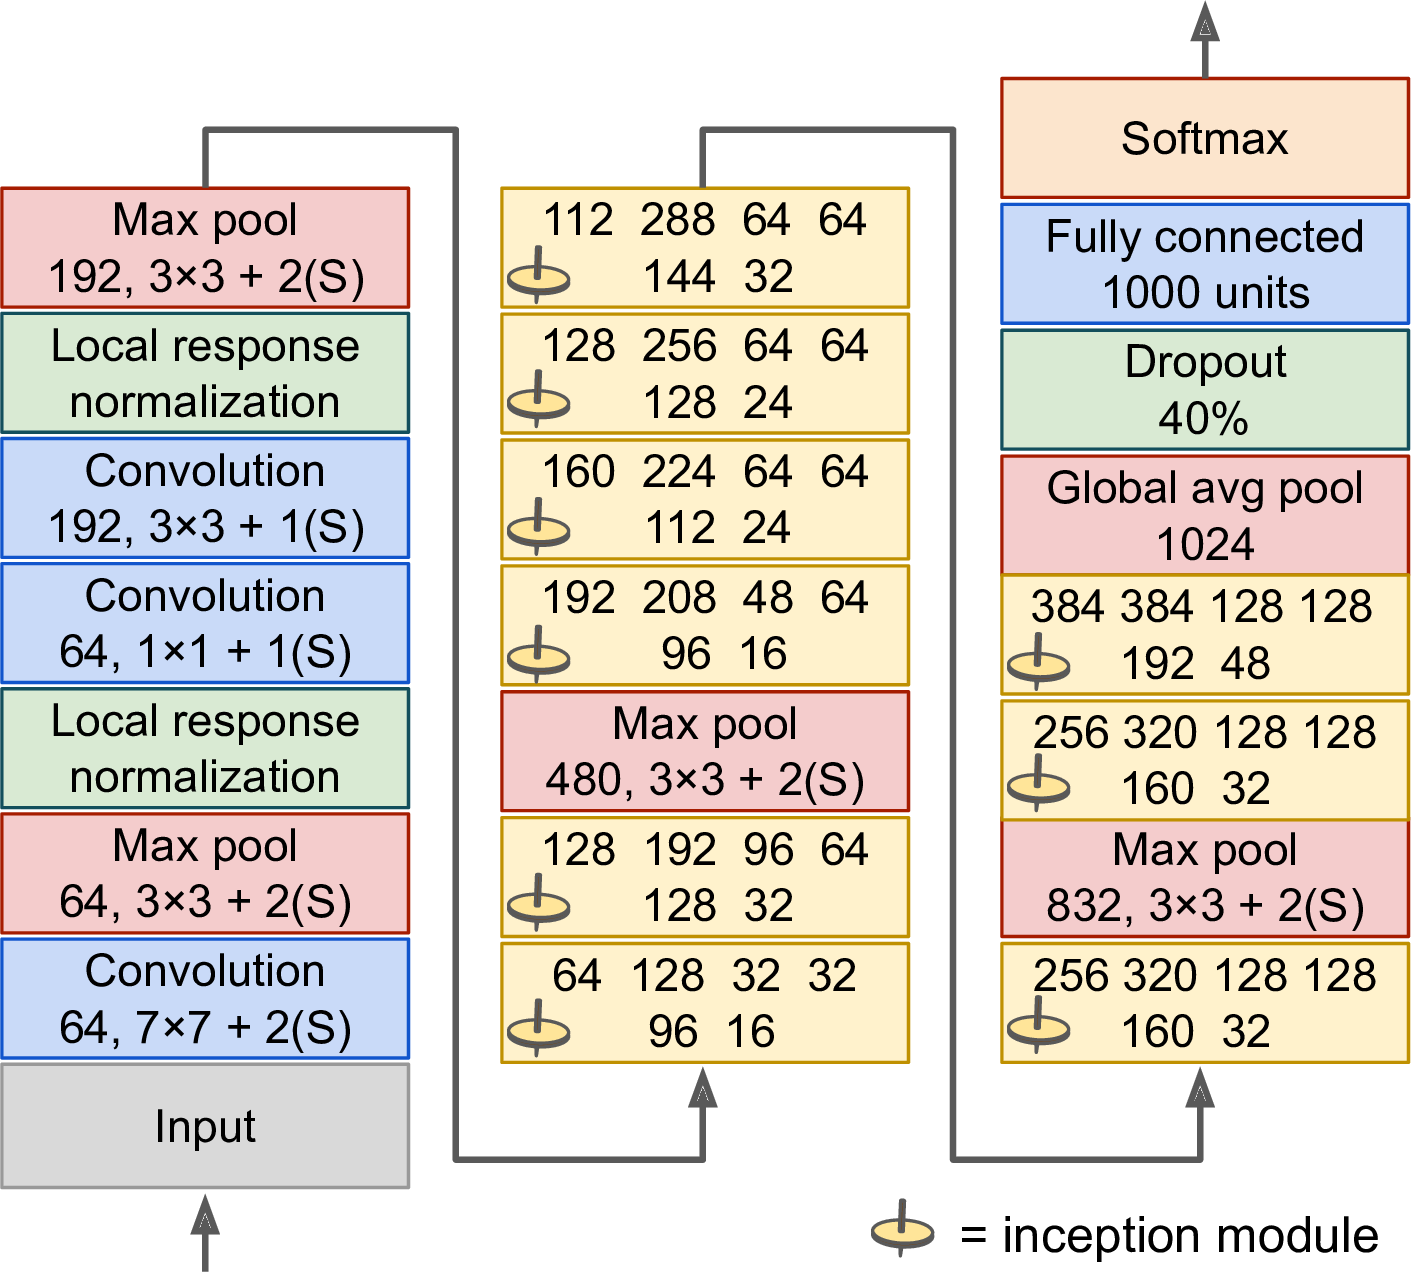 Max pool
192, 3×3 + 2(S)
Local response
normalization
Convolution
192, 3×3 + 1(S)
Convolution
64, 1×1 + 1(S)
Local response
normalization
Max pool
64, 3×3 + 2(S)
Convolution
64, 7×7 + 2(S)
Input
112 288 64 64
144 32
128 256 64 64
128 24
160 224 64 64
112 24
192 208 48 64
96 16
Max pool
480, 3×3 + 2(S)
128 192 96 64
128 32
64 128 32 32
96 16
Softmax
Fully connected
1000 units
Dropout
40%
Global avg pool
1024
384 384 128 128
192 48
256 320 128 128
160 32
Max pool
832, 3×3 + 2(S)
256 320 128 128
160 32
= inception module